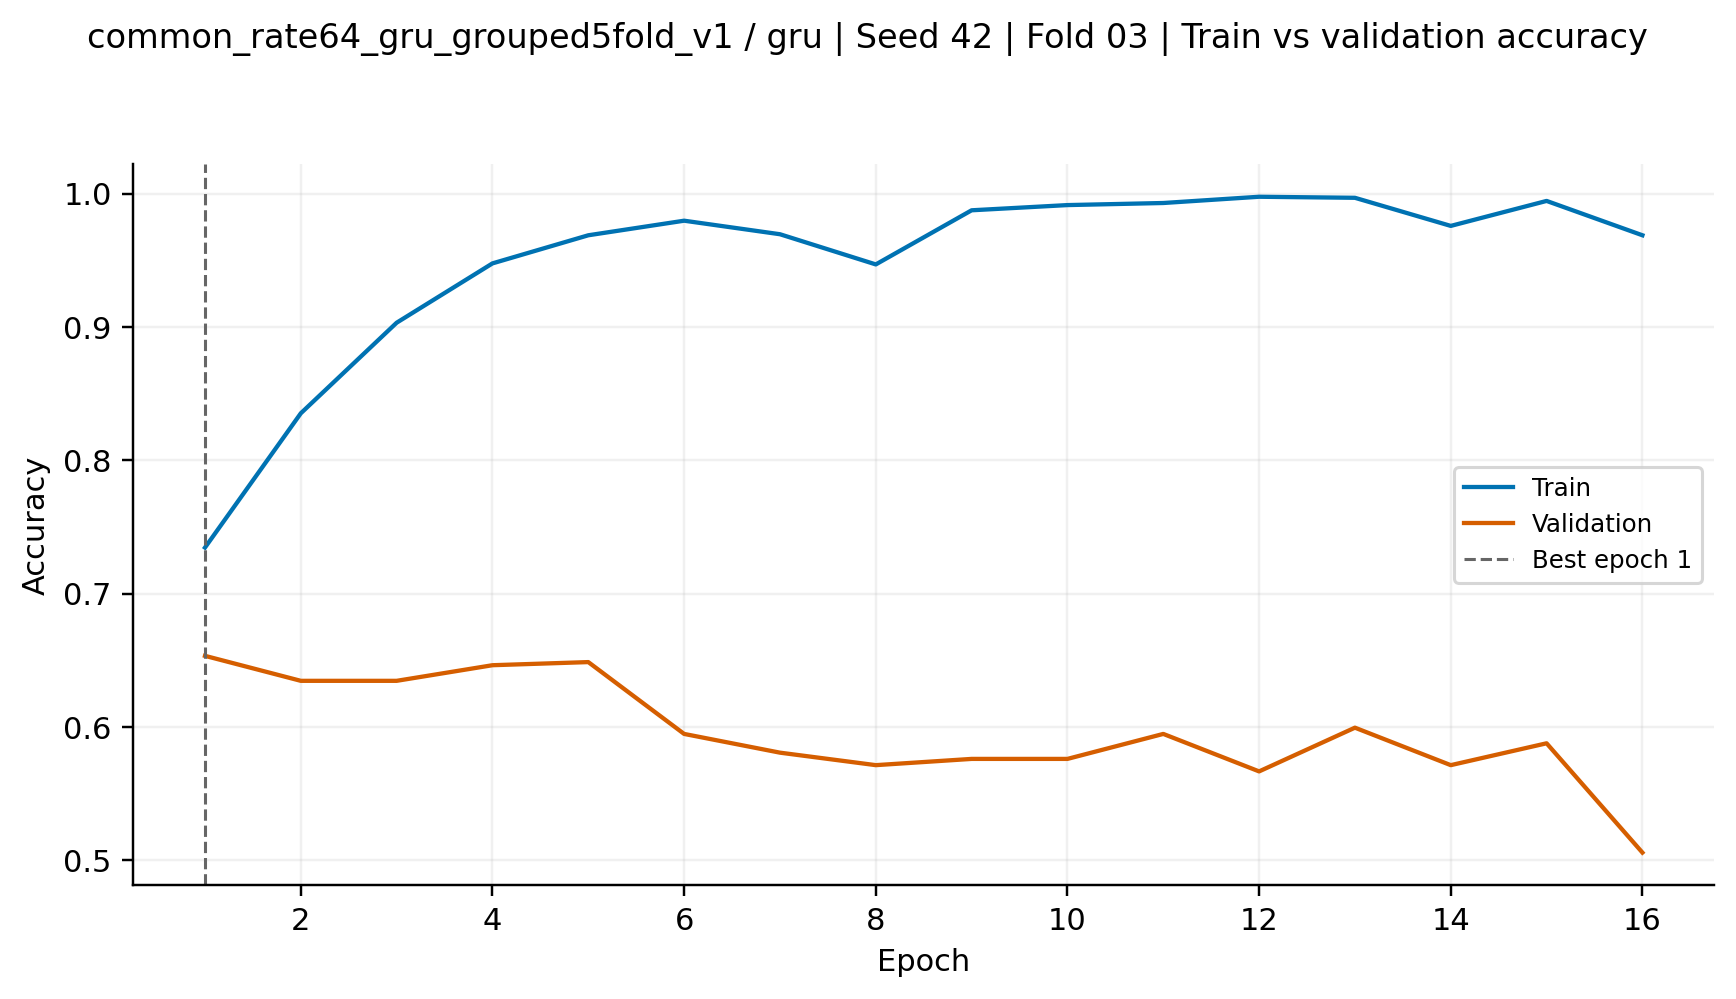 common_rate64_gru_grouped5fold_v1 / gru | Seed 42 | Fold 03 | Train vs validation accuracy
1.0
0.9
0.8
0.7
0.6
0.5
Accuracy
Train
Validation
Best epoch 1
2 4 6 8 10 12 14 16
Epoch